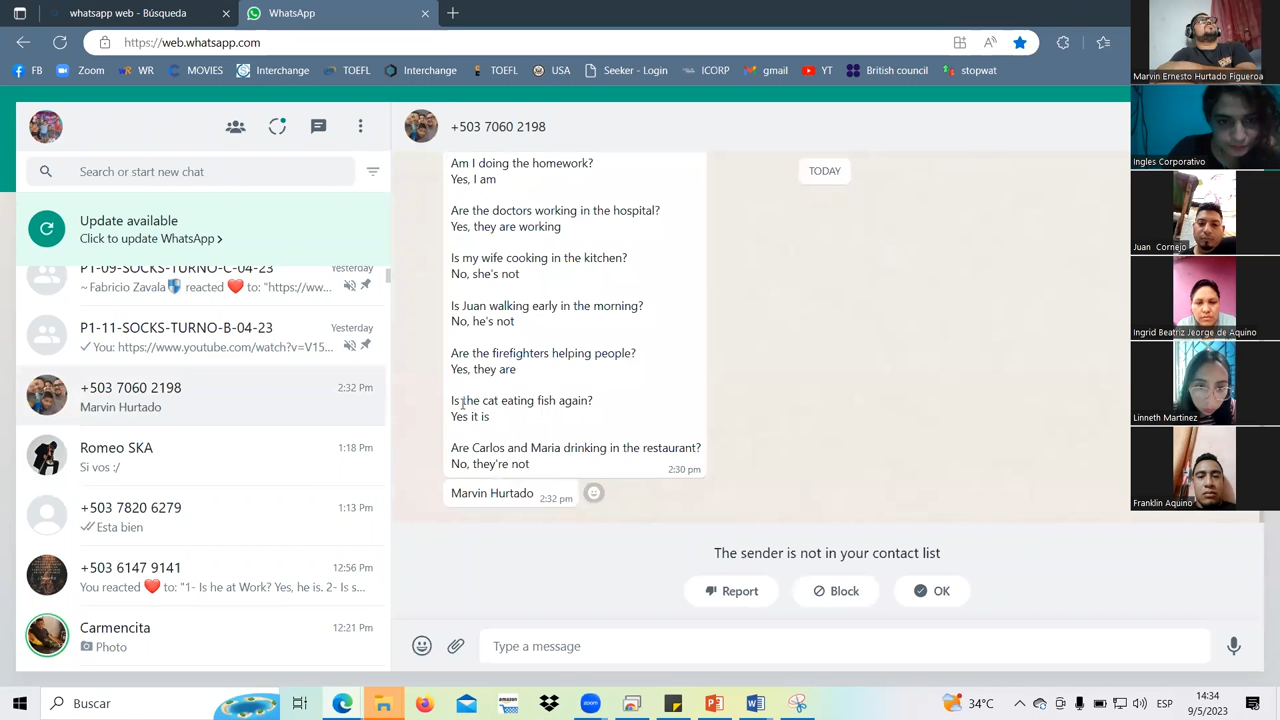 whatsapp web - Búsqueda
WhatsApp
https://web.whatsapp.com
FB
Zoom
WR
MOVIES
Interchange
TOEFL
Interchange
TOEFL
USA
Seeker - Login
ICORP
gmail
YT
British council
stopwat
+503 7060 2198
Search or start new chat
Update available
Click to update WhatsApp
P1-09-SOCKS-TURNO-C-04-23
Yesterday
~ Fabricio Zavala🛡️ reacted ❤️ to: "https://ww...
P1-11-SOCKS-TURNO-B-04-23
Yesterday
You: https://www.youtube.com/watch?v=V15...
+503 7060 2198
2:32 Pm
Marvin Hurtado
Romeo SKA
1:18 Pm
Si vos :/
+503 7820 6279
1:13 Pm
Esta bien
+503 6147 9141
12:56 Pm
You reacted ❤️ to: "1- Is he at Work? Yes, he is. 2- Is s...
Carmencita
12:21 Pm
Photo
TODAY
Am I doing the homework?
Yes, I am
Are the doctors working in the hospital?
Yes, they are working
Is my wife cooking in the kitchen?
No, she's not
Is Juan walking early in the morning?
No, he's not
Are the firefighters helping people?
Yes, they are
Is the cat eating fish again?
Yes it is
Are Carlos and Maria drinking in the restaurant?
No, they're not
2:30 pm
Marvin Hurtado
2:32 pm
The sender is not in your contact list
Report
Block
OK
Type a message
Marvin Ernesto Hurtado Figueroa
Ingles Corporativo
Juan Cornejo
Ingrid Beatriz Jeorge de Aquino
Linneth Martinez
Franklin Aquino
Buscar
amazon
zoom
34°C
ESP
14:34
9/5/2023